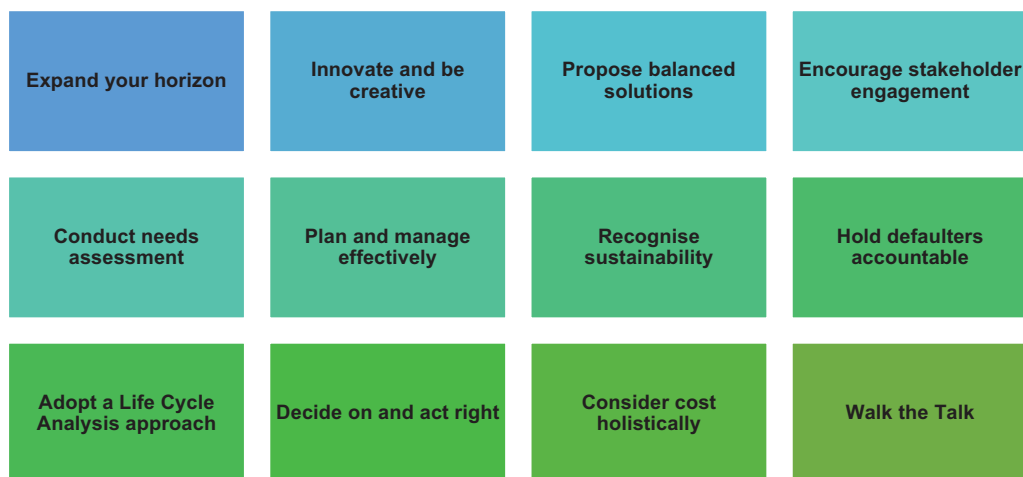 Expand your horizon
Innovate and be
creative
Propose balanced
solutions
Encourage stakeholder
engagement
Conduct needs
assessment
Plan and manage
effectively
Recognise
sustainability
Hold defaulters
accountable
Adopt a Life Cycle
Analysis approach
Decide on and act right
Consider cost
holistically
Walk the Talk